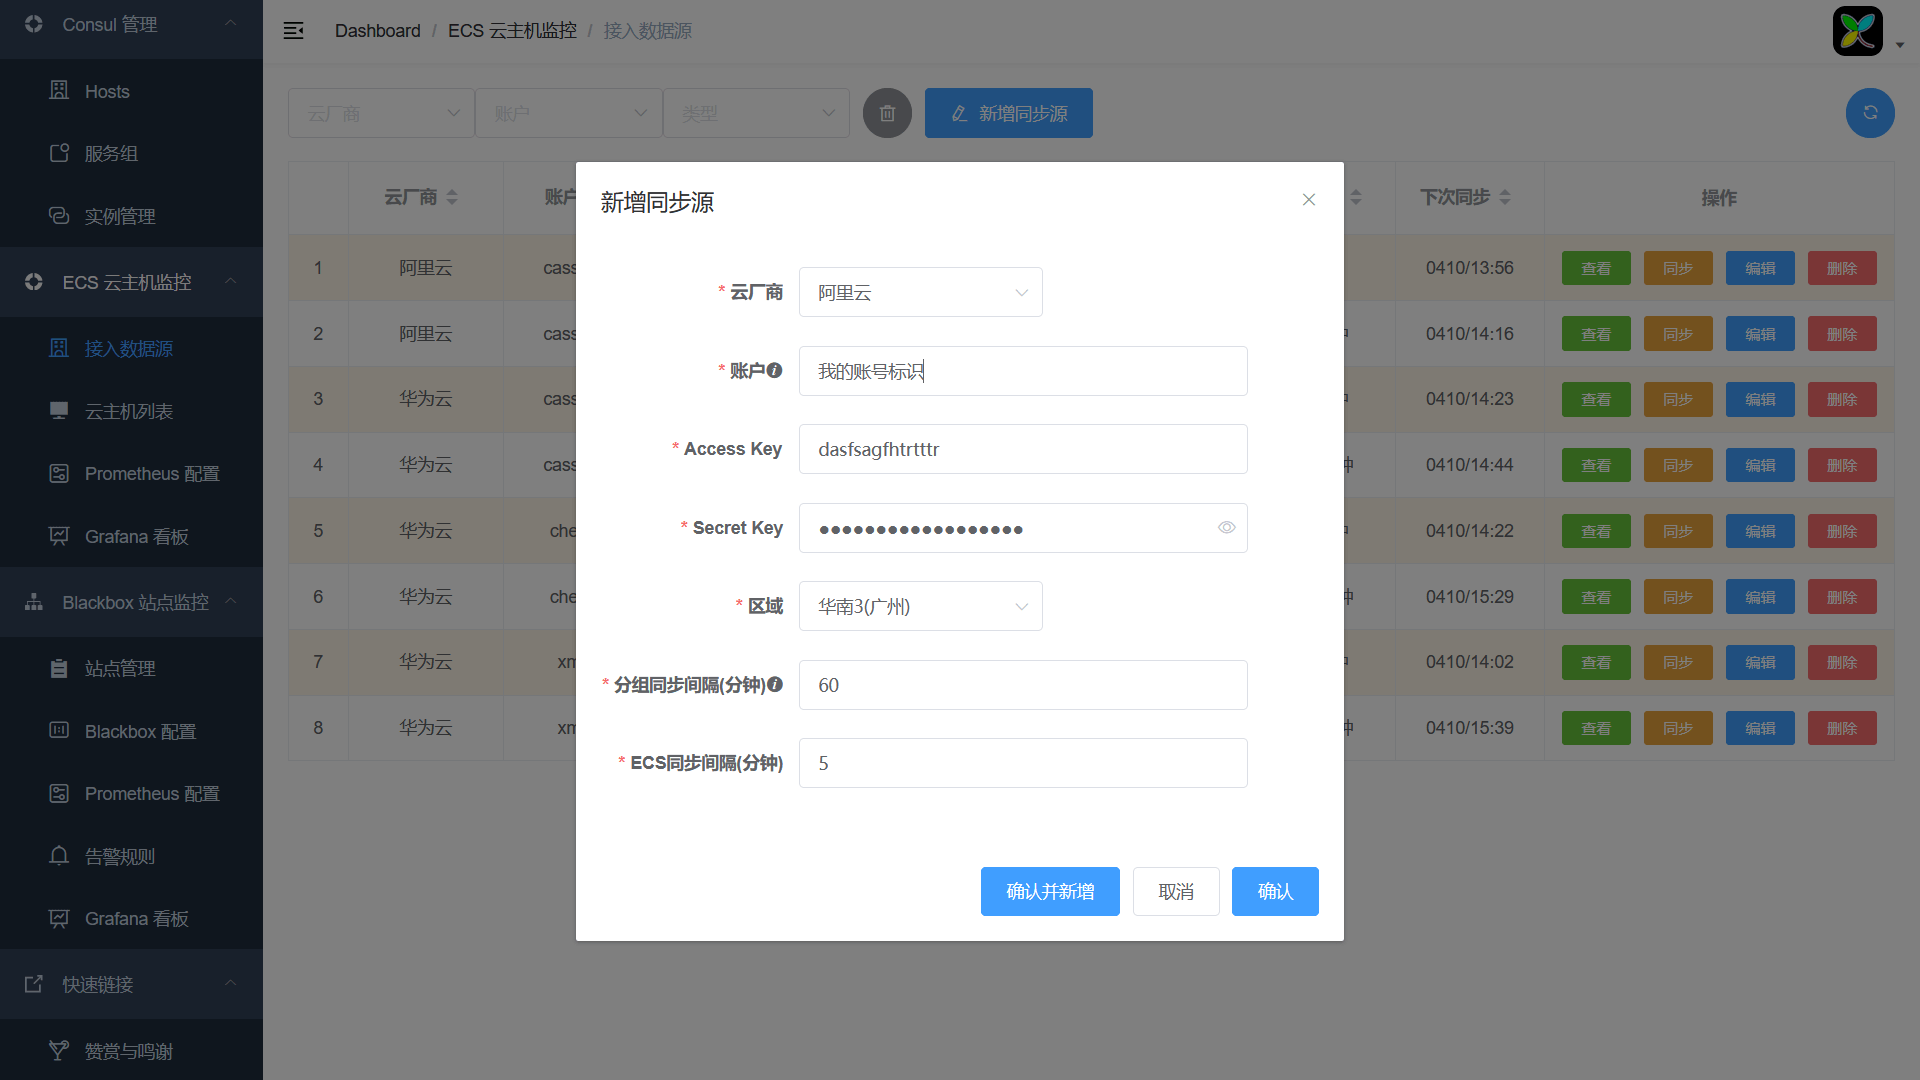 Consul 管理
Hosts
服务组
实例管理
ECS 云主机监控
接入数据源
云主机列表
Prometheus 配置
Grafana 看板
Blackbox 站点监控
站点管理
Blackbox 配置
Prometheus 配置
告警规则
Grafana 看板
快速链接
赞赏与鸣谢
Dashboard / ECS 云主机监控 / 接入数据源
云厂商 账户 类型 新增同步源
云厂商 账户 下次同步 操作
1 阿里云 cass 0410/13:56 查看 同步 编辑 删除
2 阿里云 cass 0410/14:16 查看 同步 编辑 删除
3 华为云 cass 0410/14:23 查看 同步 编辑 删除
4 华为云 cass 钟 0410/14:44 查看 同步 编辑 删除
5 华为云 che 0410/14:22 查看 同步 编辑 删除
6 华为云 che 钟 0410/15:29 查看 同步 编辑 删除
7 华为云 xm 0410/14:02 查看 同步 编辑 删除
8 华为云 xm 钟 0410/15:39 查看 同步 编辑 删除
新增同步源
* 云厂商 阿里云
* 账户 我的账号标识
* Access Key dasfsagfhtrtttr
* Secret Key ●●●●●●●●●●●●●●●●●●
* 区域 华南3(广州)
* 分组同步间隔(分钟) 60
* ECS同步间隔(分钟) 5
确认并新增 取消 确认